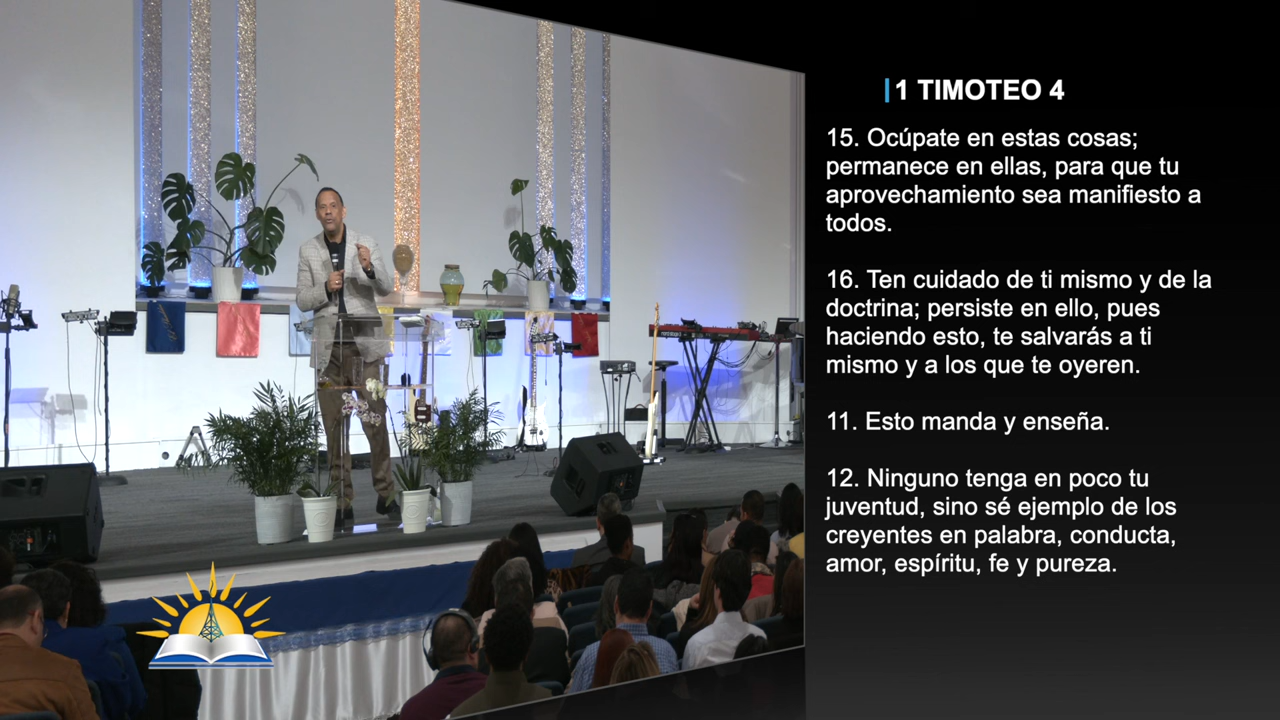 1 TIMOTEO 4
15. Ocúpate en estas cosas;
permanece en ellas, para que tu
aprovechamiento sea manifiesto a
todos.
16. Ten cuidado de ti mismo y de la
doctrina; persiste en ello, pues
haciendo esto, te salvarás a ti
mismo y a los que te oyeren.
11. Esto manda y enseña.
12. Ninguno tenga en poco tu
juventud, sino sé ejemplo de los
creyentes en palabra, conducta,
amor, espíritu, fe y pureza.